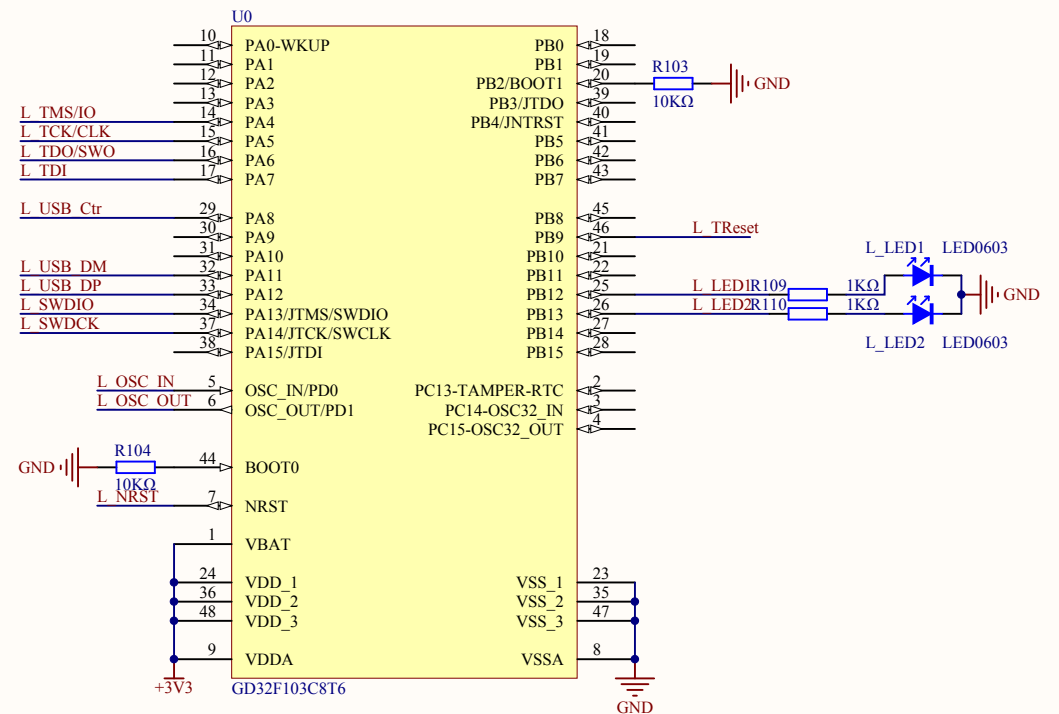 U0
10 PA0-WKUP PB0 18
11 PA1 PB1 19
12 PA2 PB2/BOOT1 20 R103 10KΩ GND
13 PA3 PB3/JTDO 39
L_TMS/IO 14 PA4 PB4/JNTRST 40
L_TCK/CLK 15 PA5 PB5 41
L_TDO/SWO 16 PA6 PB6 42
L_TDI 17 PA7 PB7 43
L_USB_Ctr 29 PA8 PB8 45
30 PA9 PB9 46 L_TReset
31 PA10 PB10 21
L_USB_DM 32 PA11 PB11 22
L_LED1 LED0603
L_USB_DP 33 PA12 PB12 25 L_LED1 R109 1KΩ GND
L_SWDIO 34 PA13/JTMS/SWDIO PB13 26 L_LED2 R110 1KΩ
L_SWDCK 37 PA14/JTCK/SWCLK PB14 27
L_LED2 LED0603
38 PA15/JTDI PB15 28
L_OSC_IN 5 OSC_IN/PD0 PC13-TAMPER-RTC 2
L_OSC_OUT 6 OSC_OUT/PD1 PC14-OSC32_IN 3
PC15-OSC32_OUT 4
R104
GND 44 BOOT0
10KΩ
L_NRST 7 NRST
1 VBAT
24 VDD_1 VSS_1 23
36 VDD_2 VSS_2 35
48 VDD_3 VSS_3 47
9 VDDA VSSA 8
+3V3
GD32F103C8T6
GND